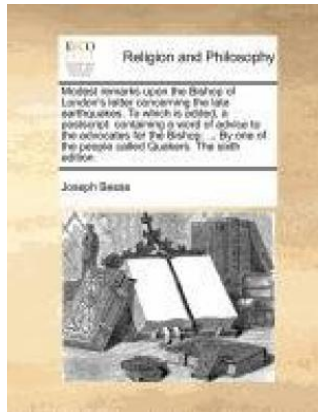 ECCO
Religion and Philosophy
Modest remarks upon the Bishop of
London's letter concerning the late
earthquakes. To which is added, a
postscript: containing a word of advise to
the advocates for the Bishop: ... By one of
the people called Quakers. The sixth
edition.
Joseph Besse